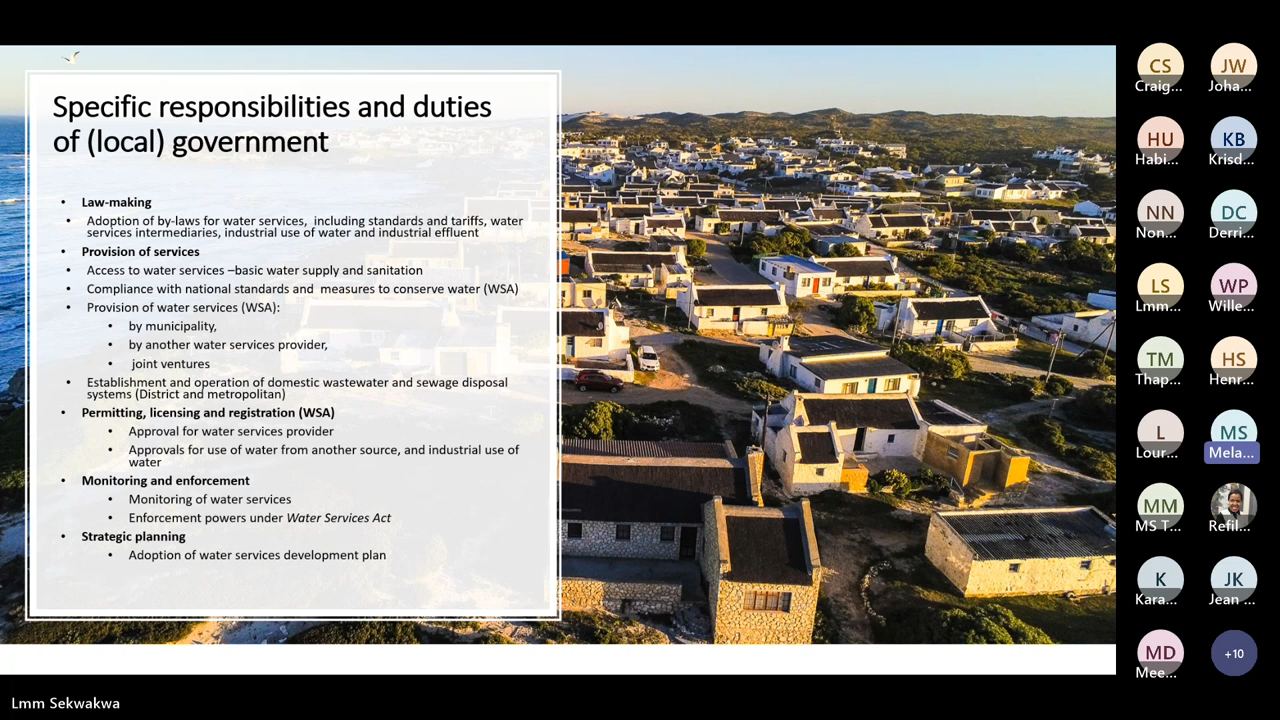 Specific responsibilities and duties
of (local) government
• Law-making
• Adoption of by-laws for water services, including standards and tariffs, water
services intermediaries, industrial use of water and industrial effluent
• Provision of services
• Access to water services –basic water supply and sanitation
• Compliance with national standards and measures to conserve water (WSA)
• Provision of water services (WSA):
• by municipality,
• by another water services provider,
• joint ventures
• Establishment and operation of domestic wastewater and sewage disposal
systems (District and metropolitan)
• Permitting, licensing and registration (WSA)
• Approval for water services provider
• Approvals for use of water from another source, and industrial use of
water
• Monitoring and enforcement
• Monitoring of water services
• Enforcement powers under Water Services Act
• Strategic planning
• Adoption of water services development plan
CS JW
Craig... Joha...
HU KB
Habi... Krisd...
NN DC
Non... Derri...
LS WP
Lmm... Wille...
TM HS
Thap... Henr...
L MS
Lour... Mela...
MM
MS T... Refil...
K JK
Kara... Jean ...
MD +10
Mee...
Lmm Sekwakwa